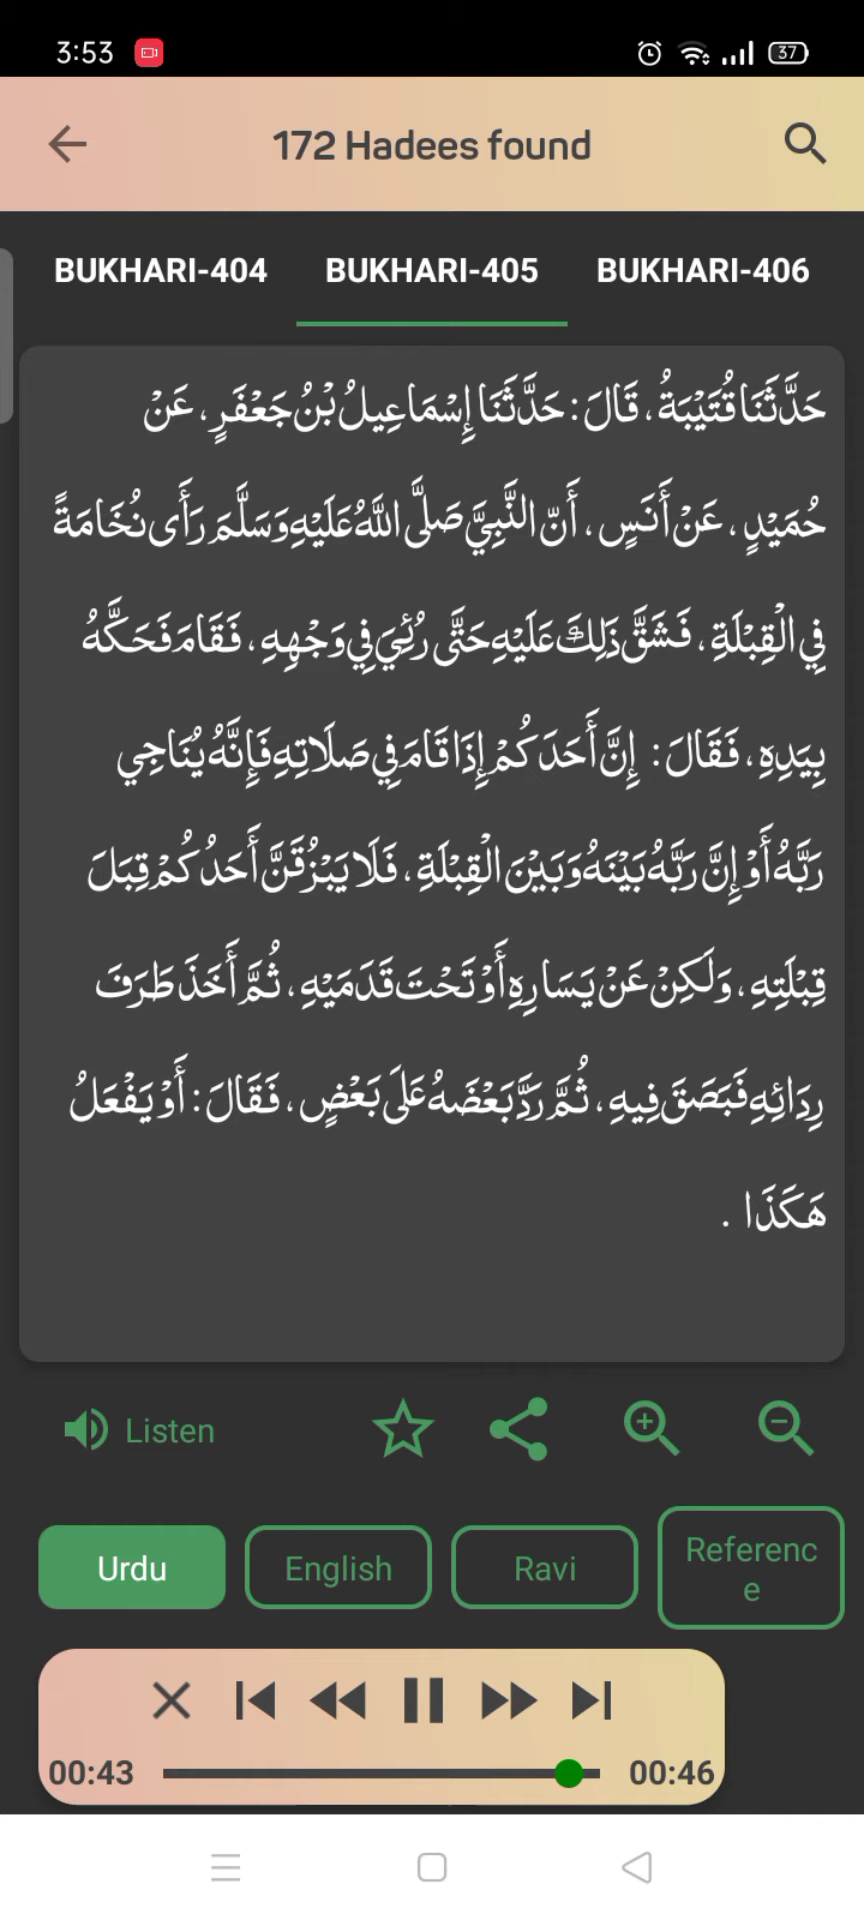 3:53
37
172 Hadees found
BUKHARI-404 BUKHARI-405 BUKHARI-406
حَدَّثَنَا قُتَيْبَةُ، قَالَ: حَدَّثَنَا إِسْمَاعِيلُ بْنُ جَعْفَرٍ، عَنْ
حُمَيْدٍ، عَنْ أَنَسٍ، أَنّ النَّبِيَّ صَلَّى اللَّهُ عَلَيْهِ وَسَلَّمَ رَأَى نُخَامَةً
فِي الْقِبْلَةِ، فَشَقَّ ذَلِكَ عَلَيْهِ حَتَّى رُئِيَ فِي وَجْهِهِ، فَقَامَ فَحَكَّهُ
بِيَدِهِ، فَقَالَ: إِنَّ أَحَدَكُمْ إِذَا قَامَ فِي صَلَاتِهِ فَإِنَّهُ يُنَاجِي
رَبَّهُ أَوْ إِنَّ رَبَّهُ بَيْنَهُ وَبَيْنَ الْقِبْلَةِ، فَلَا يَبْزُقَنَّ أَحَدُكُمْ قِبَلَ
قِبْلَتِهِ، وَلَكِنْ عَنْ يَسَارِهِ أَوْ تَحْتَ قَدَمَيْهِ، ثُمَّ أَخَذَ طَرَفَ
رِدَائِهِ فَبَصَقَ فِيهِ، ثُمَّ رَدَّ بَعْضَهُ عَلَى بَعْضٍ، فَقَالَ: أَوْ يَفْعَلُ
هَكَذَا .
Listen
Urdu English Ravi Referenc
e
00:43 00:46